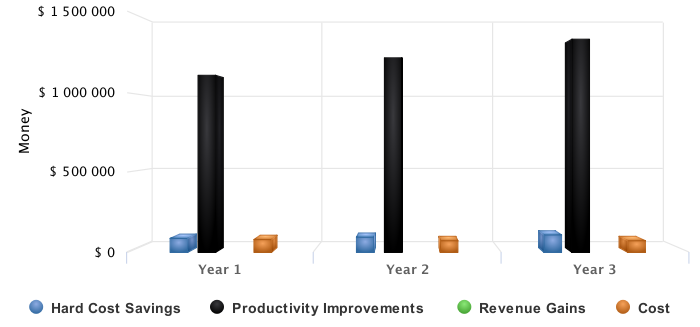 $ 1 500 000
$ 1 000 000
$ 500 000
$ 0
Money
Year 1
Year 2
Year 3
Hard Cost Savings
Productivity Improvements
Revenue Gains
Cost